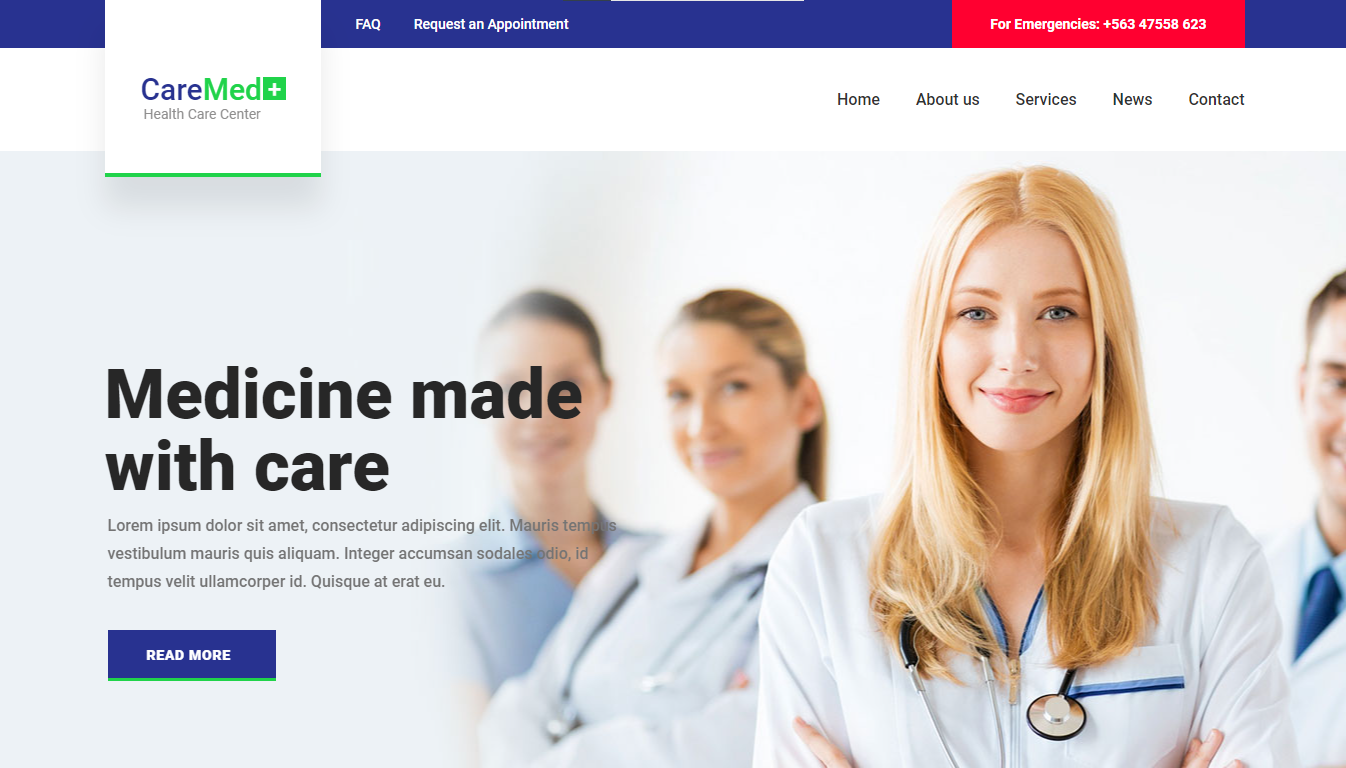 FAQ
Request an Appointment
For Emergencies: +563 47558 623
CareMed
Health Care Center
Home
About us
Services
News
Contact
Medicine made
with care
Lorem ipsum dolor sit amet, consectetur adipiscing elit. Mauris tempus
vestibulum mauris quis aliquam. Integer accumsan sodales odio, id
tempus velit ullamcorper id. Quisque at erat eu.
READ MORE